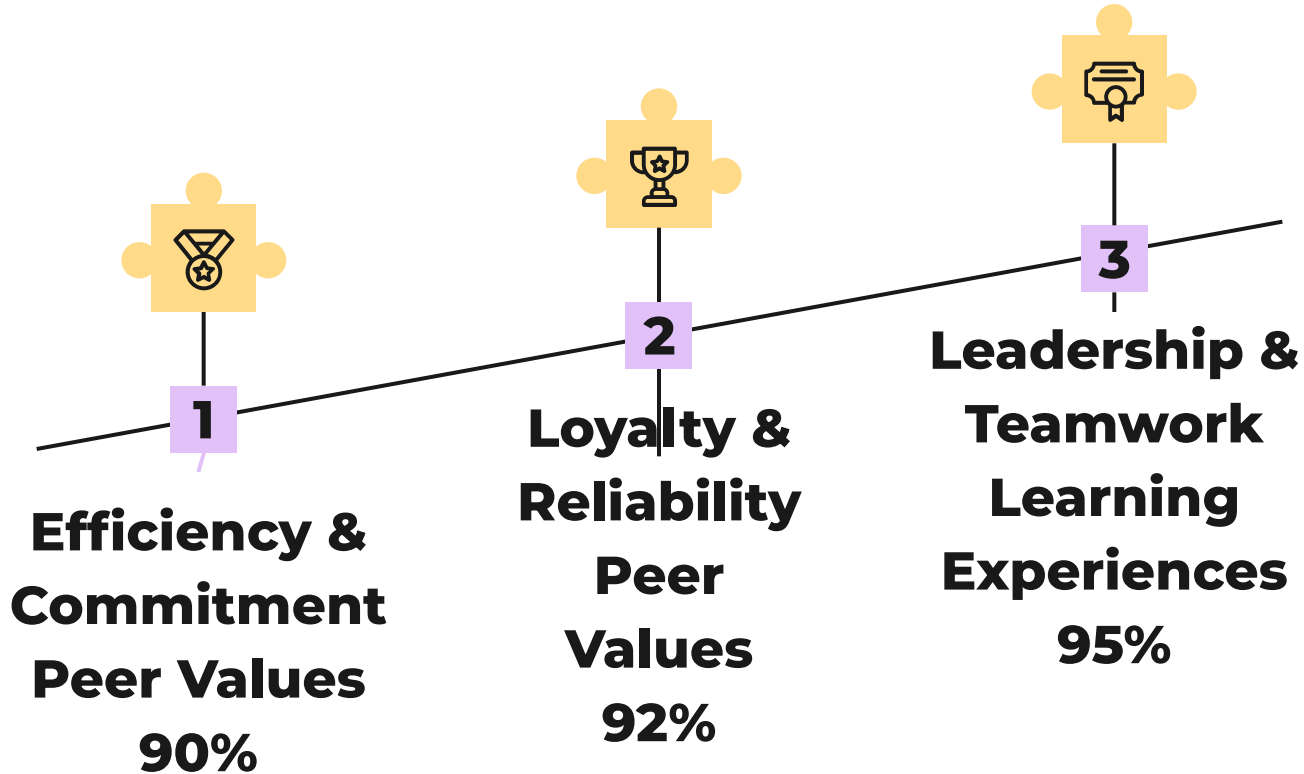 1
Efficiency &
Commitment
Peer Values
90%
2
Loyalty &
Reliability
Peer
Values
92%
3
Leadership &
Teamwork
Learning
Experiences
95%